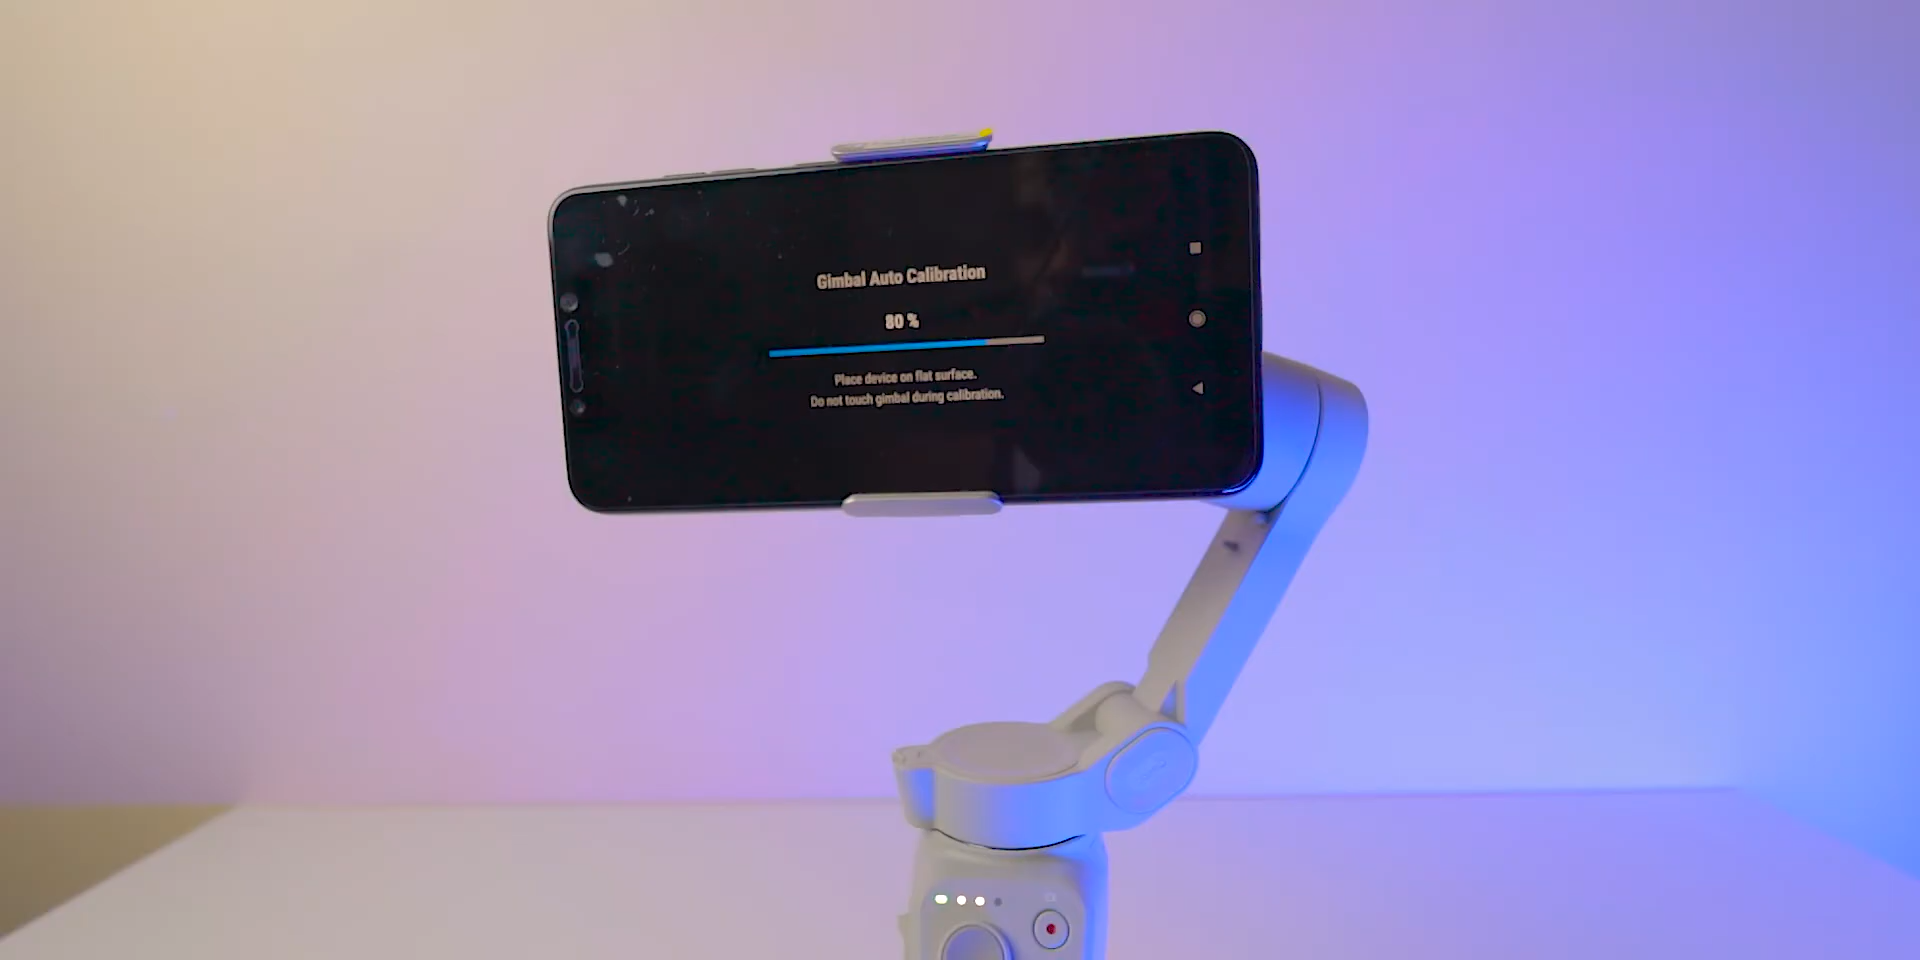 Gimbal Auto Calibration
80 %
Place device on flat surface.
Do not touch gimbal during calibration.